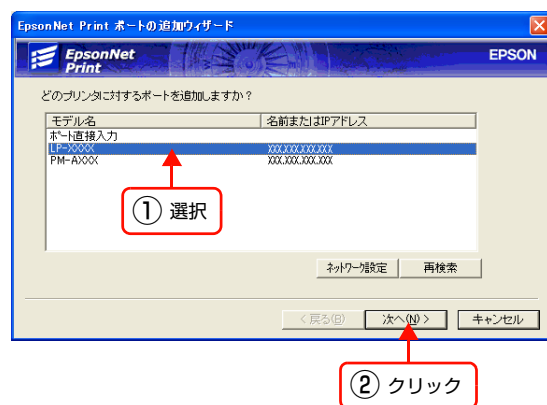 EpsonNet Print ポートの追加ウィザード
EpsonNet
Print
EPSON
どのプリンタに対するポートを追加しますか?
モデル名 名前またはIPアドレス
ポート直接入力
LP-XXXX XXX.XXX.XXX.XXX
PM-AXXX XXX.XXX.XXX.XXX
① 選択
ネットワーク設定 再検索
< 戻る(B) 次へ(N) > キャンセル
② クリック